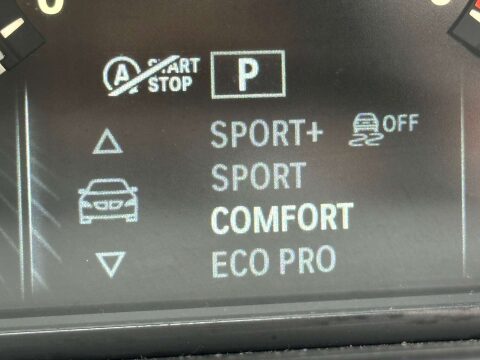 A START
STOP
P
SPORT+ OFF
SPORT
COMFORT
ECO PRO